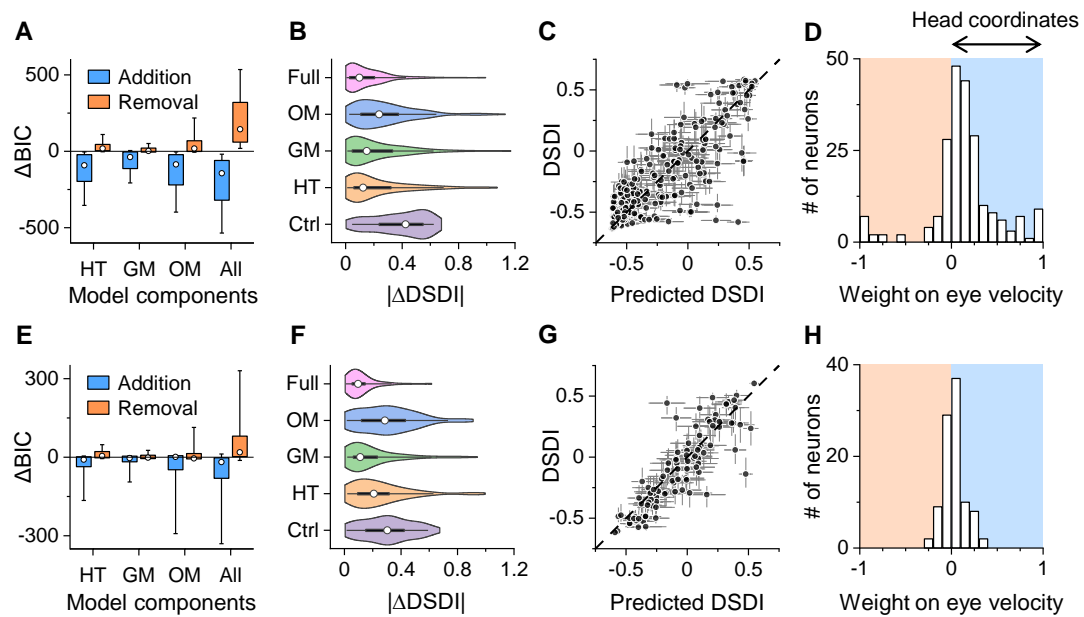 A
500
0
-500
ΔBIC
Addition
Removal
HT GM OM All
Model components
B
Full
OM
GM
HT
Ctrl
0 0.4 0.8 1.2
|ΔDSDI|
C
0.5
0
-0.5
DSDI
-0.5 0 0.5
Predicted DSDI
D
Head coordinates
50
25
0
# of neurons
-1 0 1
Weight on eye velocity
E
300
0
-300
ΔBIC
Addition
Removal
HT GM OM All
Model components
F
Full
OM
GM
HT
Ctrl
0 0.4 0.8 1.2
|ΔDSDI|
G
0.5
0
-0.5
DSDI
-0.5 0 0.5
Predicted DSDI
H
40
20
0
# of neurons
-1 0 1
Weight on eye velocity